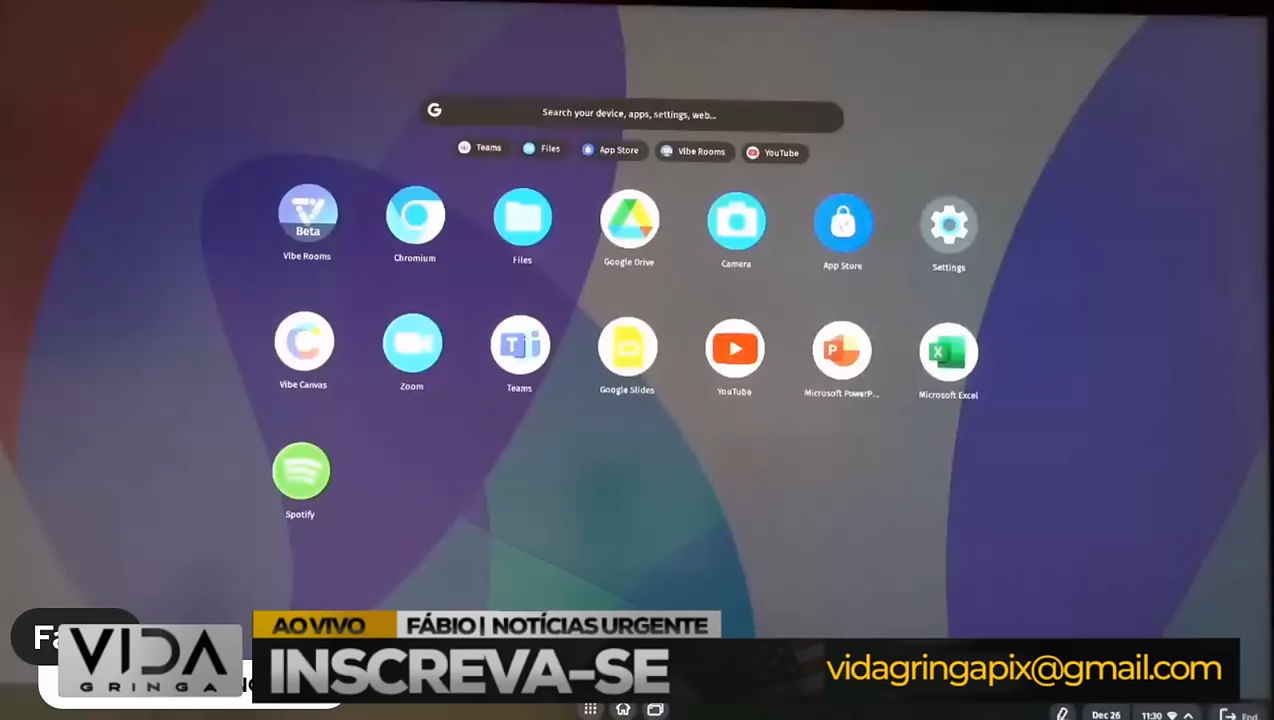 G
Search your device, apps, settings, web...
Teams
Files
App Store
Vibe Rooms
YouTube
Beta
Vibe Rooms
Chromium
Files
Google Drive
Camera
App Store
Settings
Vibe Canvas
Zoom
Teams
Google Slides
YouTube
Microsoft PowerP...
Microsoft Excel
Spotify
AO VIVO
FÁBIO | NOTÍCIAS URGENTE
VIDA
GRINGA
INSCREVA-SE
vidagringapix@gmail.com
Dec 26
11:30
End